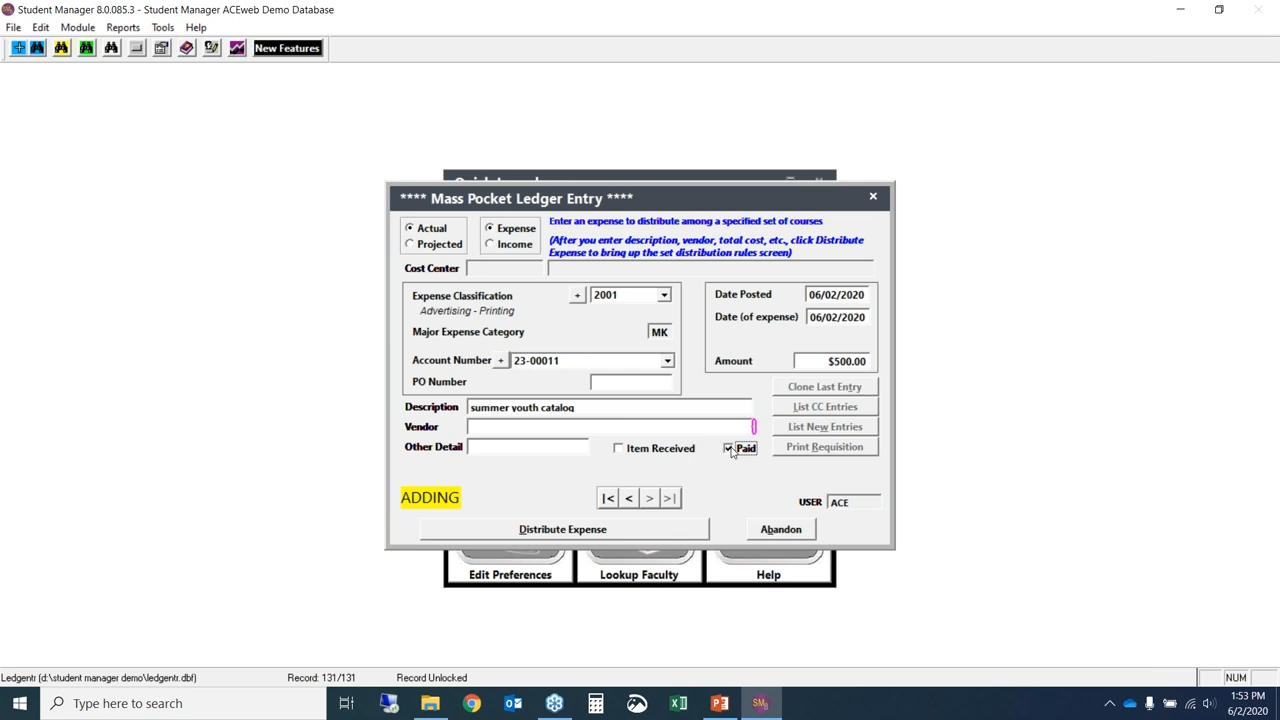 Student Manager 8.0.085.3 - Student Manager ACEweb Demo Database
File Edit Module Reports Tools Help
New Features
**** Mass Pocket Ledger Entry ****
Actual
Projected
Expense
Income
Enter an expense to distribute among a specified set of courses
(After you enter description, vendor, total cost, etc., click Distribute
Expense to bring up the set distribution rules screen)
Cost Center
Expense Classification + 2001
Advertising - Printing
Major Expense Category MK
Account Number + 23-00011
PO Number
Date Posted 06/02/2020
Date (of expense) 06/02/2020
Amount $500.00
Description summer youth catalog
Vendor
Other Detail
Item Received
Paid
Clone Last Entry
List CC Entries
List New Entries
Print Requisition
ADDING
|< < > >|
USER ACE
Distribute Expense
Abandon
Edit Preferences
Lookup Faculty
Help
Ledgentr (d:\student manager demo\ledgentr.dbf) Record: 131/131 Record Unlocked NUM
Type here to search
1:53 PM
6/2/2020